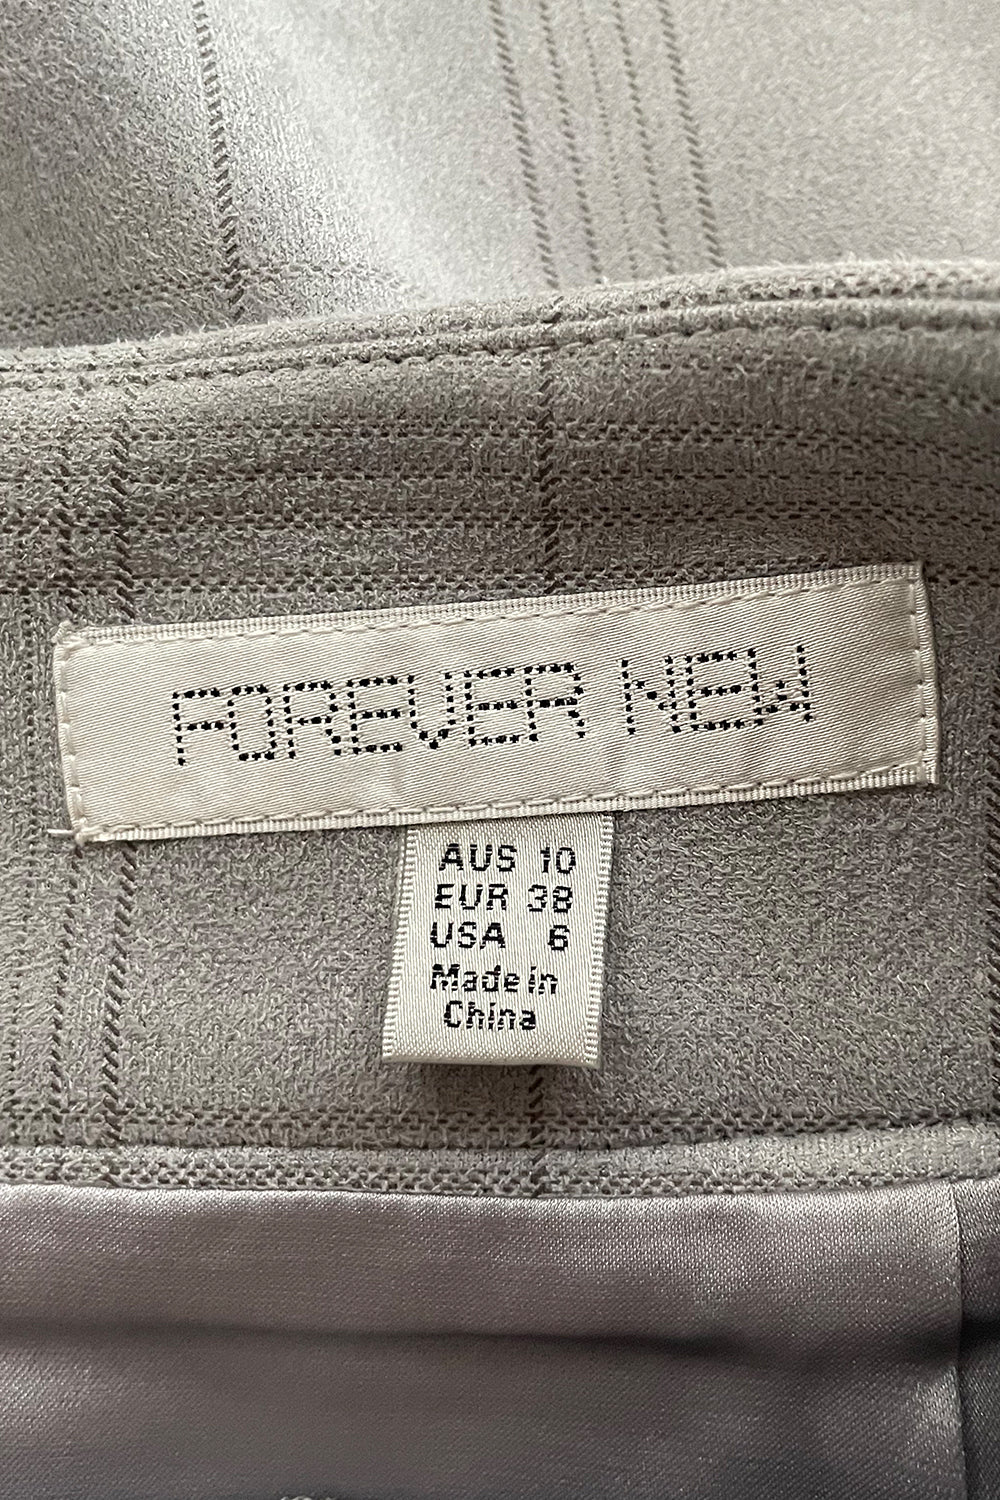 FOREVER NEW
AUS 10
EUR 38
USA 6
Made in
China